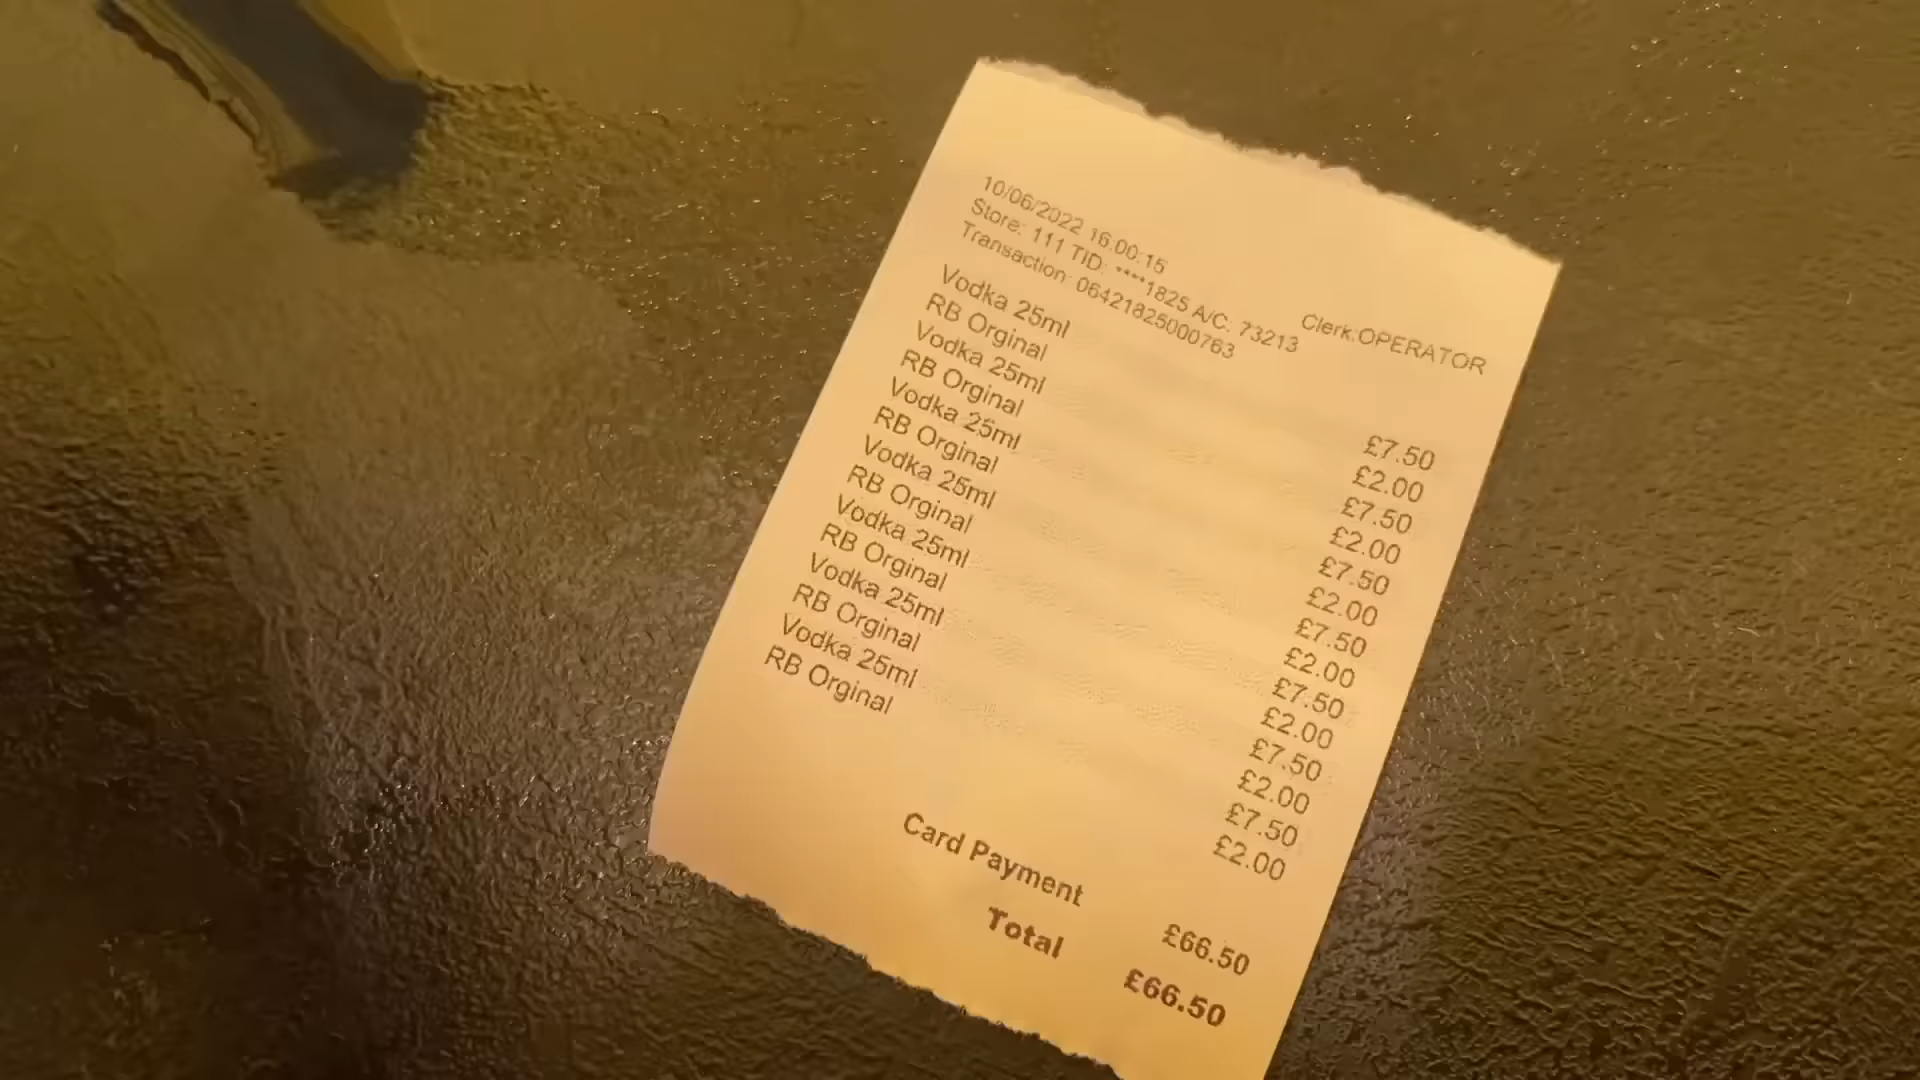 10/06/2022 16:00:15
Store: 111 TID: ****1825 A/C: 73213 Clerk:OPERATOR
Transaction: 06421825000763
Vodka 25ml £7.50
RB Orginal £2.00
Vodka 25ml £7.50
RB Orginal £2.00
Vodka 25ml £7.50
RB Orginal £2.00
Vodka 25ml £7.50
RB Orginal £2.00
Vodka 25ml £7.50
RB Orginal £2.00
Vodka 25ml £7.50
RB Orginal £2.00
Vodka 25ml £7.50
RB Orginal £2.00
Card Payment £66.50
Total £66.50